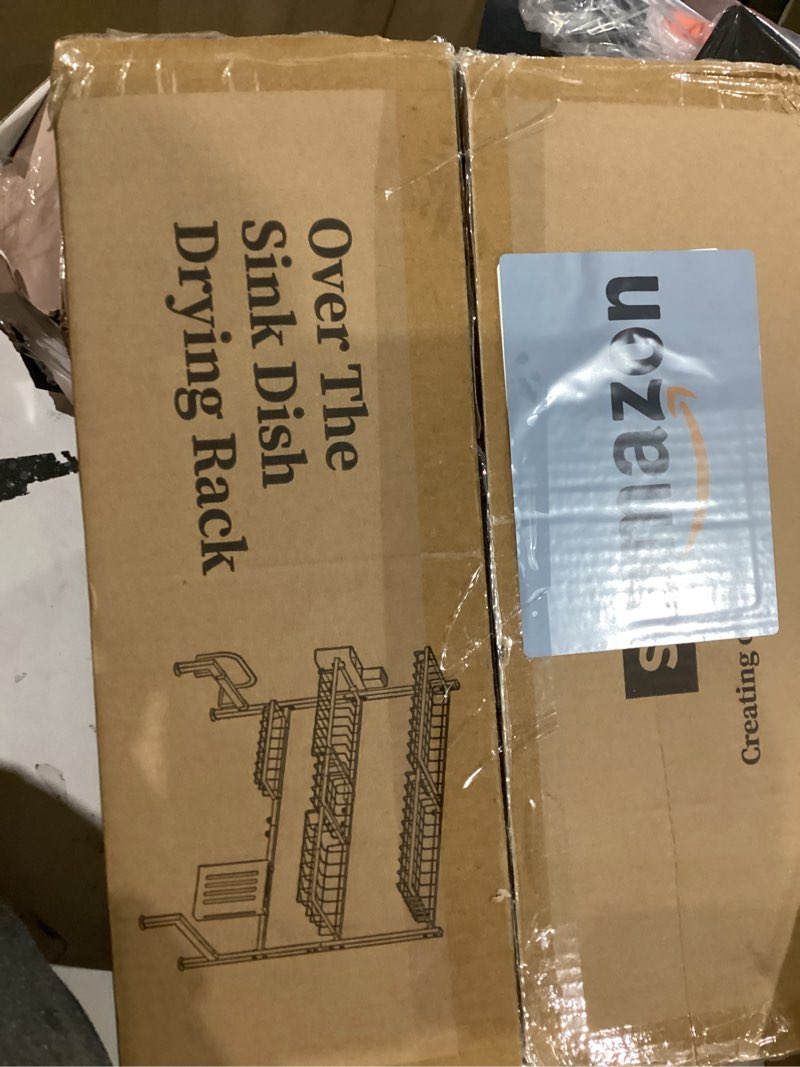 Over The
Sink Dish
Drying Rack
amazon
s
Creating